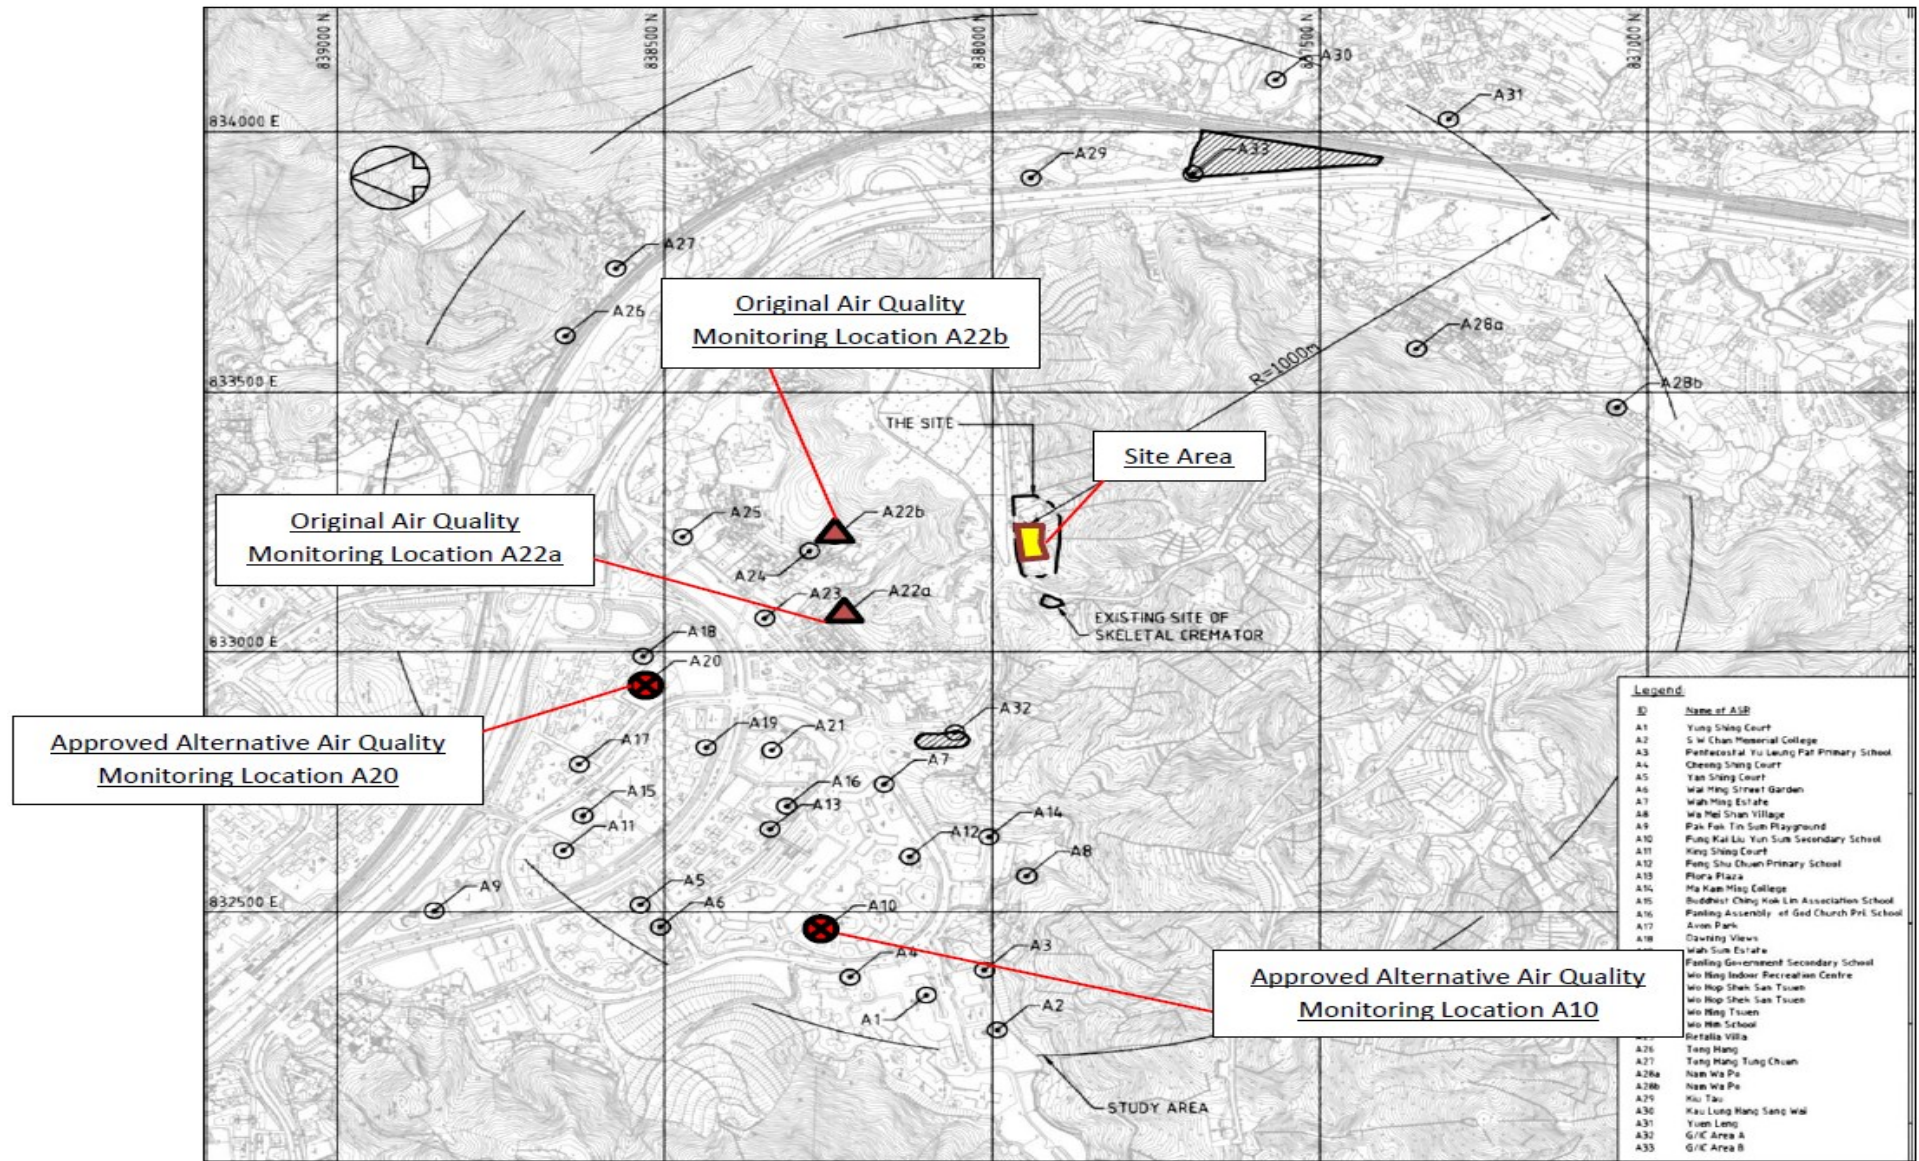 839000 N
838500 N
838000 N
837500 N
837000 N
A30
A31
834000 E
A29
A33
A27
A26
Original Air Quality
Monitoring Location A22b
A28a
R=1000m
833500 E
A28b
THE SITE
Site Area
Original Air Quality
Monitoring Location A22a
A25
A22b
A24
A23
A22a
EXISTING SITE OF
SKELETAL CREMATOR
833000 E
A18
A20
Approved Alternative Air Quality
Monitoring Location A20
A19
A21
A32
A17
A7
A16
A13
A15
A11
A12
A14
A8
A9
832500 E
A5
A6
A10
A3
A4
A1
A2
Approved Alternative Air Quality
Monitoring Location A10
STUDY AREA
Legend:
ID Name of ASR
A1 Yung Shing Court
A2 S W Chan Memorial College
A3 Pentecostal Yu Leung Fat Primary School
A4 Cheong Shing Court
A5 Yan Shing Court
A6 Wai Ming Street Garden
A7 Wah Ming Estate
A8 Wa Mei Shan Village
A9 Pak Fok Tin Sum Playground
A10 Fung Kai Liu Yun Sum Secondary School
A11 King Shing Court
A12 Fong Shu Chuen Primary School
A13 Flora Plaza
A14 Ma Kam Ming College
A15 Buddhist Ching Kok Lin Association School
A16 Fanling Assembly of God Church Pri. School
A17 Avon Park
A18 Dawning Views
Wah Sum Estate
Fanling Government Secondary School
Wo Hing Indoor Recreation Centre
Wo Hop Shek San Tsuen
Wo Hop Shek San Tsuen
Wo Hing Tsuen
Wo Him School
A25 Retalia Villa
A26 Tong Hang
A27 Tong Hang Tung Chuen
A28a Nam Wa Po
A28b Nam Wa Po
A29 Kiu Tau
A30 Kau Lung Hang Sang Wai
A31 Yuen Leng
A32 G/IC Area A
A33 G/IC Area B